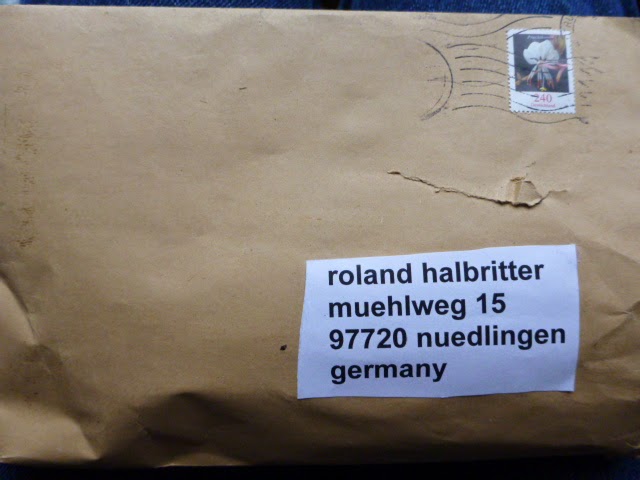 240
roland halbritter
muehlweg 15
97720 nuedlingen
germany